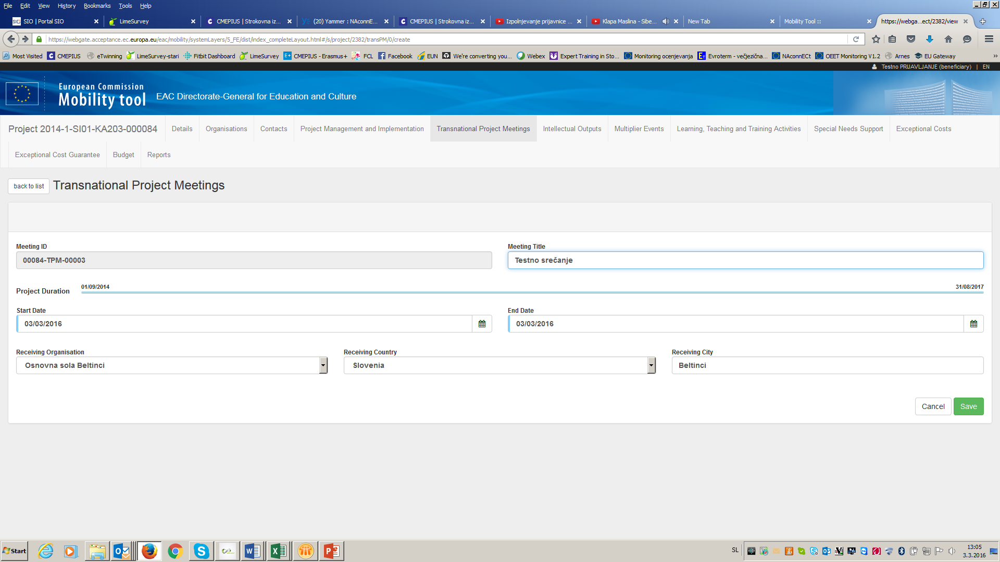 File Edit View History Bookmarks Tools Help
SIO | Portal SIO LimeSurvey CMEPIUS | Strokovna iz... (20) Yammer : NAconnE... CMEPIUS | Strokovna iz... Izpolnjevanje prijavnice ... Klapa Maslina - Sibe... New Tab Mobility Tool :: https://webga...ect/2382/view
https://webgate.acceptance.ec.europa.eu/eac/mobility/systemLayers/5_FE/dist/index_completeLayout.html#/s/project/2382/transPM/0/create
Most Visited CMEPIUS eTwinning LimeSurvey-stari Fitbit Dashboard LimeSurvey CMEPIUS - Erasmus+ FCL Facebook EUN We're converting you... Webex Expert Training in Sto... Monitoring ocenjevanja Evroterm - večjezična... NAconnECt OEET Monitoring V1.2 Arnes EU Gateway »
Testno PRIJAVLJANJE (beneficiary) | EN
European Commission
Mobility tool EAC Directorate-General for Education and Culture
Project 2014-1-SI01-KA203-000084 Details Organisations Contacts Project Management and Implementation Transnational Project Meetings Intellectual Outputs Multiplier Events Learning, Teaching and Training Activities Special Needs Support Exceptional Costs
Exceptional Cost Guarantee Budget Reports
back to list Transnational Project Meetings
Meeting ID Meeting Title
00084-TPM-00003 Testno srečanje
Project Duration 01/09/2014 31/08/2017
Start Date End Date
03/03/2016 03/03/2016
Receiving Organisation Receiving Country Receiving City
Osnovna sola Beltinci Slovenia Beltinci
Cancel Save
Start SL 13:05
3.3.2016